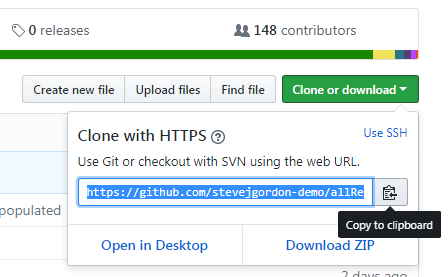 0 releases
148 contributors
Create new file
Upload files
Find file
Clone or download
Clone with HTTPS
Use SSH
Use Git or checkout with SVN using the web URL.
https://github.com/stevejgordon-demo/allRe
Copy to clipboard
populated
Open in Desktop
Download ZIP
2 days ago